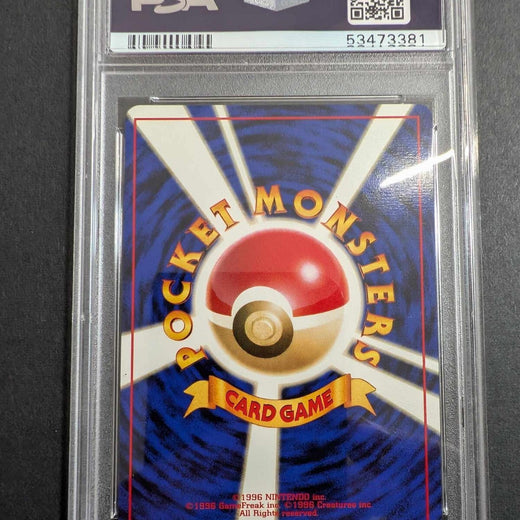 PSA
53473381
POCKET MONSTERS
CARD GAME
©1996 NINTENDO inc.
©1996 GameFreak inc. ©1996 Creatures inc.
All Rights reserved.